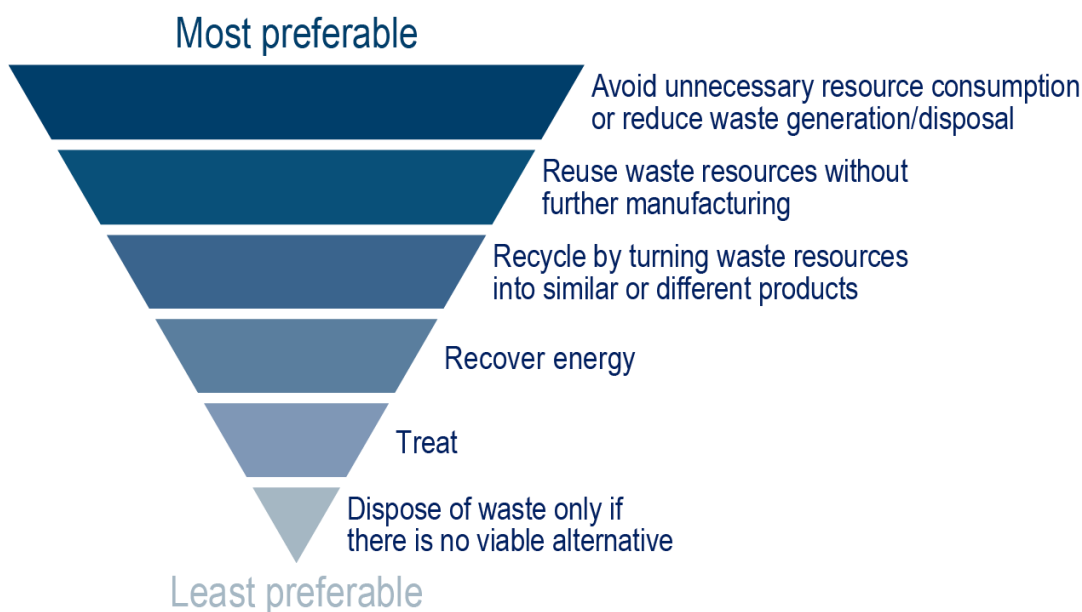 Most preferable
Avoid unnecessary resource consumption
or reduce waste generation/disposal
Reuse waste resources without
further manufacturing
Recycle by turning waste resources
into similar or different products
Recover energy
Treat
Dispose of waste only if
there is no viable alternative
Least preferable